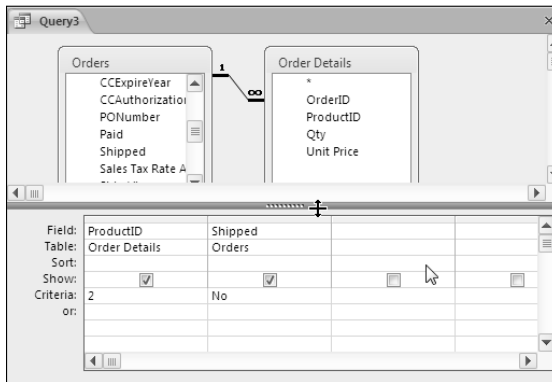 Query3
Orders
CCExpireYear
CCAuthorization
PONumber
Paid
Shipped
Sales Tax Rate A
1
∞
Order Details
*
OrderID
ProductID
Qty
Unit Price
Field: ProductID Shipped
Table: Order Details Orders
Sort:
Show:
Criteria: 2 No
or: